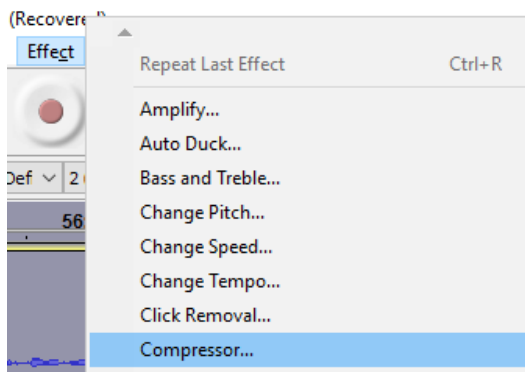 (Recovered)
Effect
Repeat Last Effect Ctrl+R
Amplify...
Auto Duck...
Def 2
Bass and Treble...
56
Change Pitch...
Change Speed...
Change Tempo...
Click Removal...
Compressor...